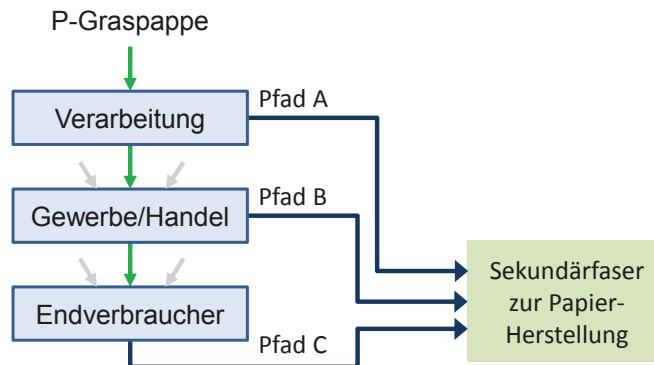 P-Graspappe
Pfad A
Verarbeitung
Pfad B
Gewerbe/Handel
Sekundärfaser
zur Papier-
Herstellung
Endverbraucher
Pfad C